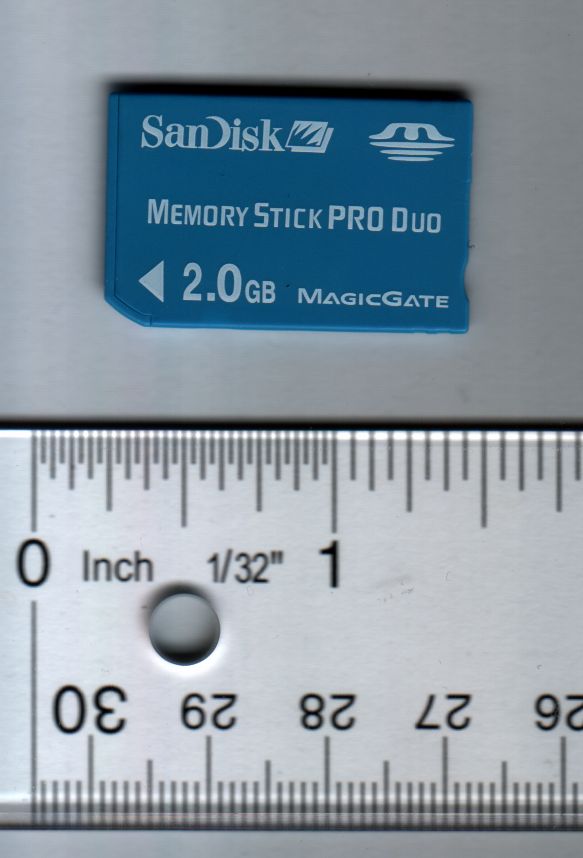 SanDisk
MEMORY STICK PRO DUO
2.0GB MAGICGATE
0 Inch 1/32" 1
30 29 28 27 26